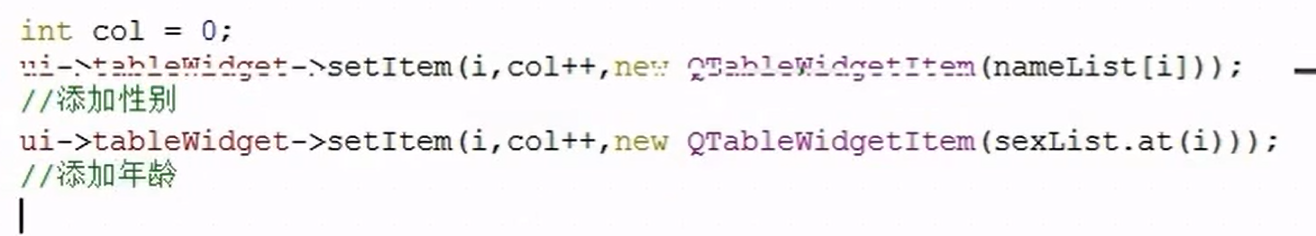 int col = 0;
ui->tableWidget->setItem(i,col++,new QTableWidgetItem(nameList[i]));
//添加性别
ui->tableWidget->setItem(i,col++,new QTableWidgetItem(sexList.at(i)));
//添加年龄